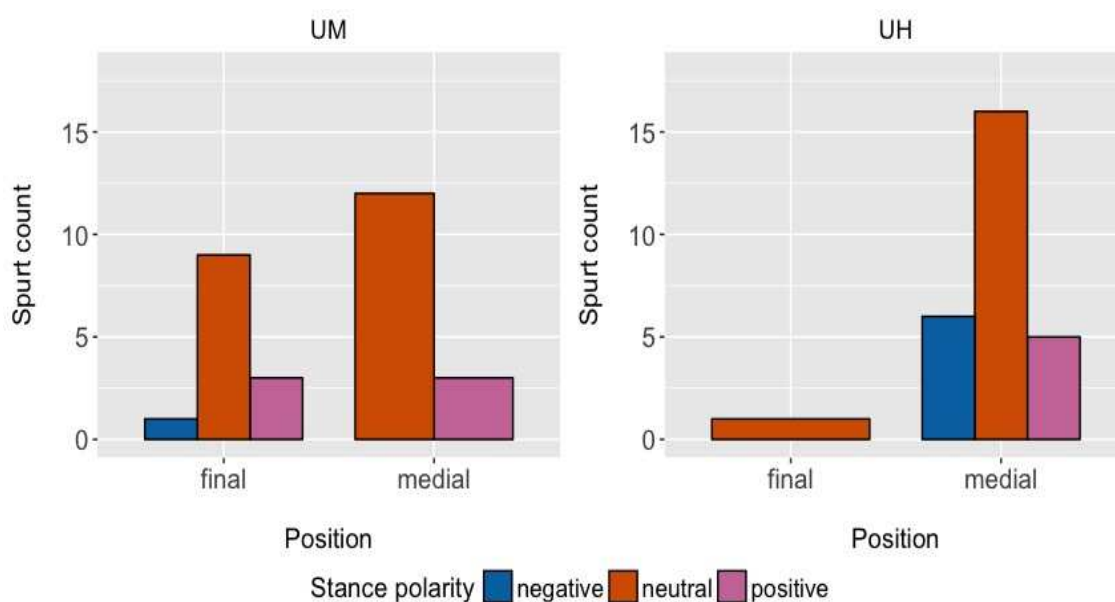 UM
UH
Spurt count
15
10
5
0
final
medial
Position
Spurt count
15
10
5
0
final
medial
Position
Stance polarity negative neutral positive